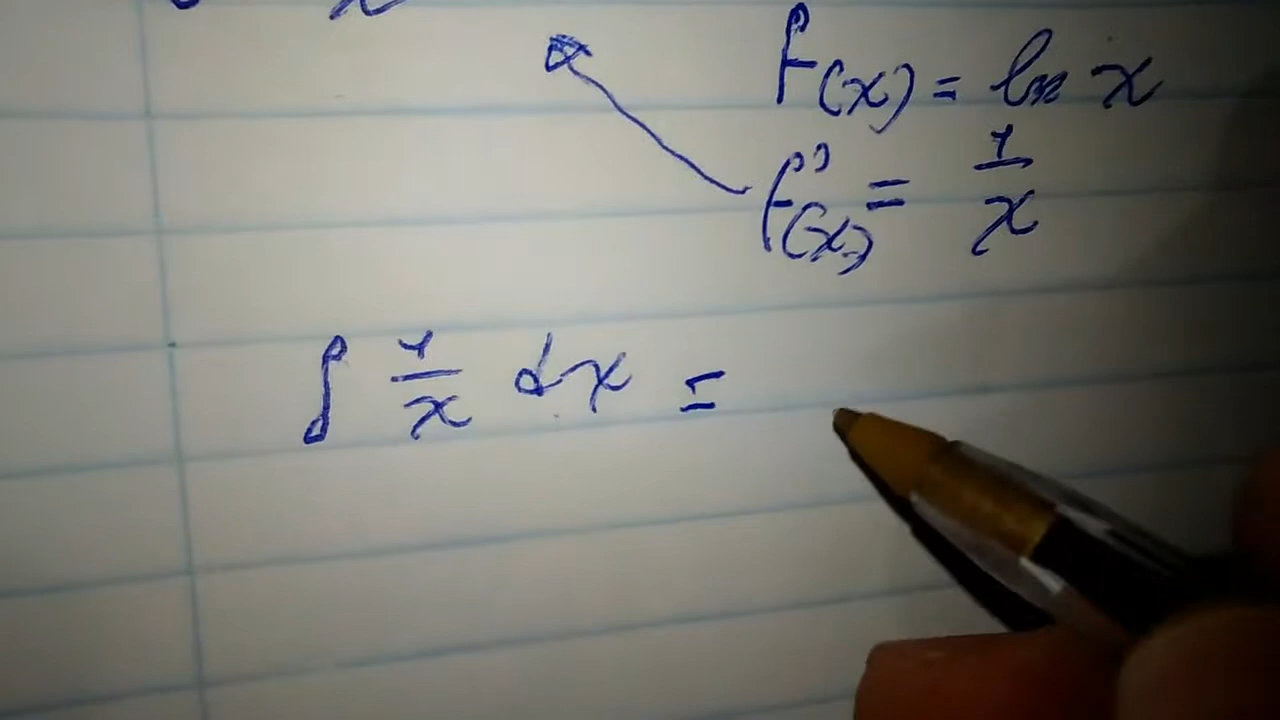 x
f(x) = ln x
f'(x) = 1/x
∫ 1/x dx =